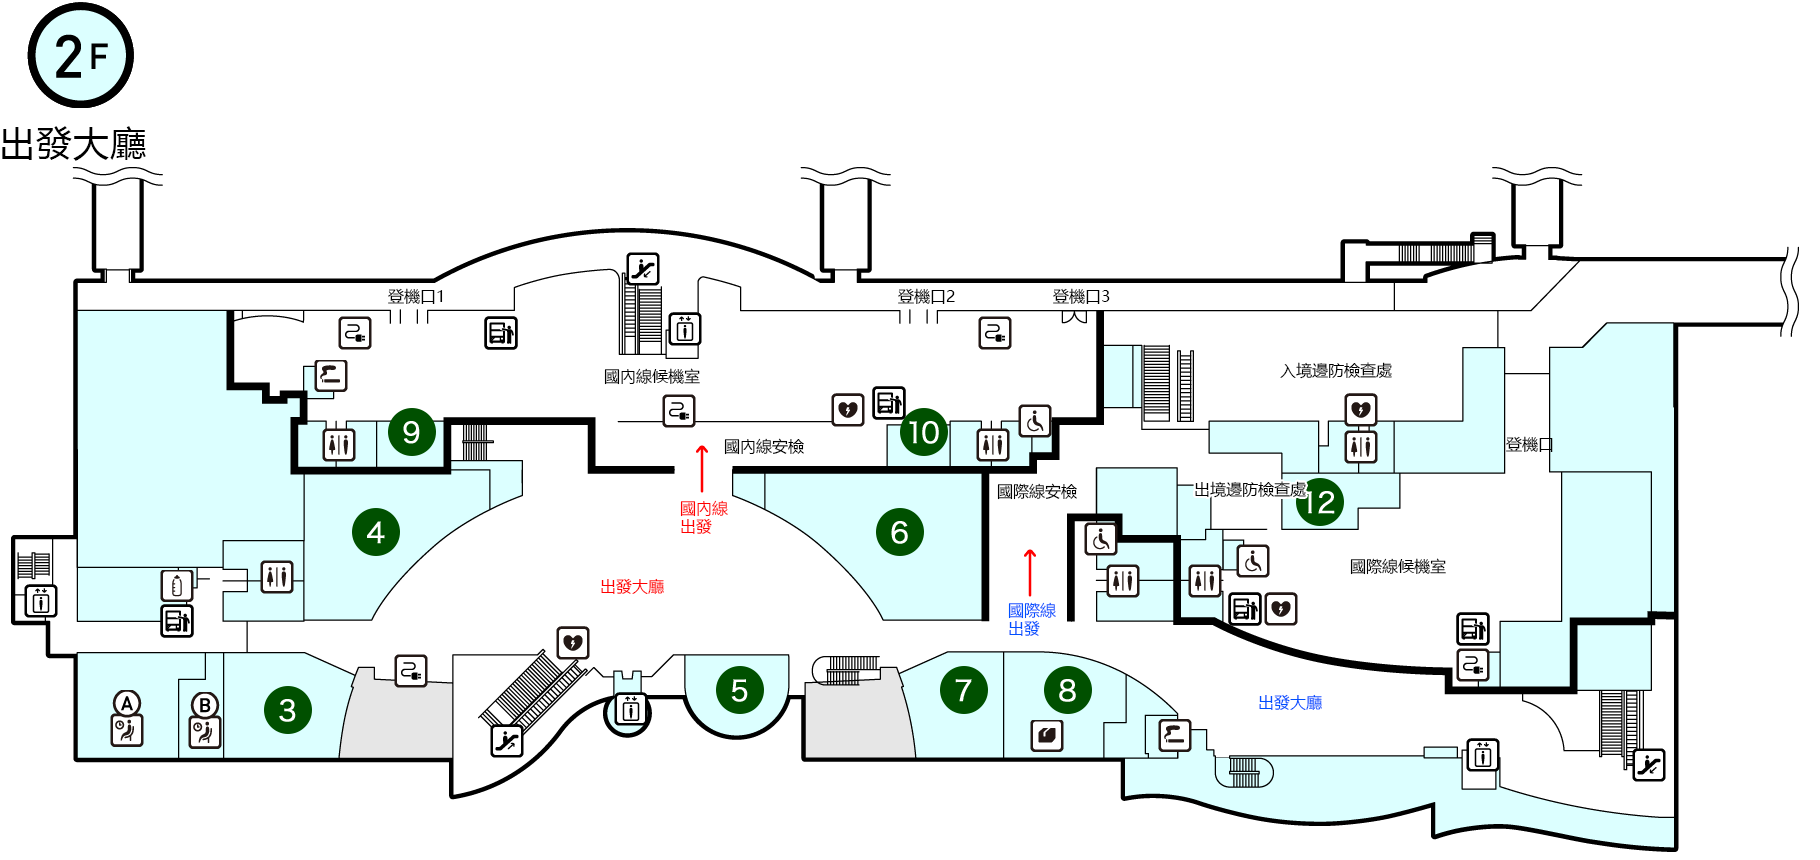 2F
出發大廳
登機口1
登機口2
登機口3
國內線候機室
入境邊防檢查處
9
10
國內線安檢
登機口
國際線安檢
出境邊防檢查處
12
國內線
出發
4
6
國際線候機室
出發大廳
國際線
出發
A
B
3
5
7
8
出發大廳